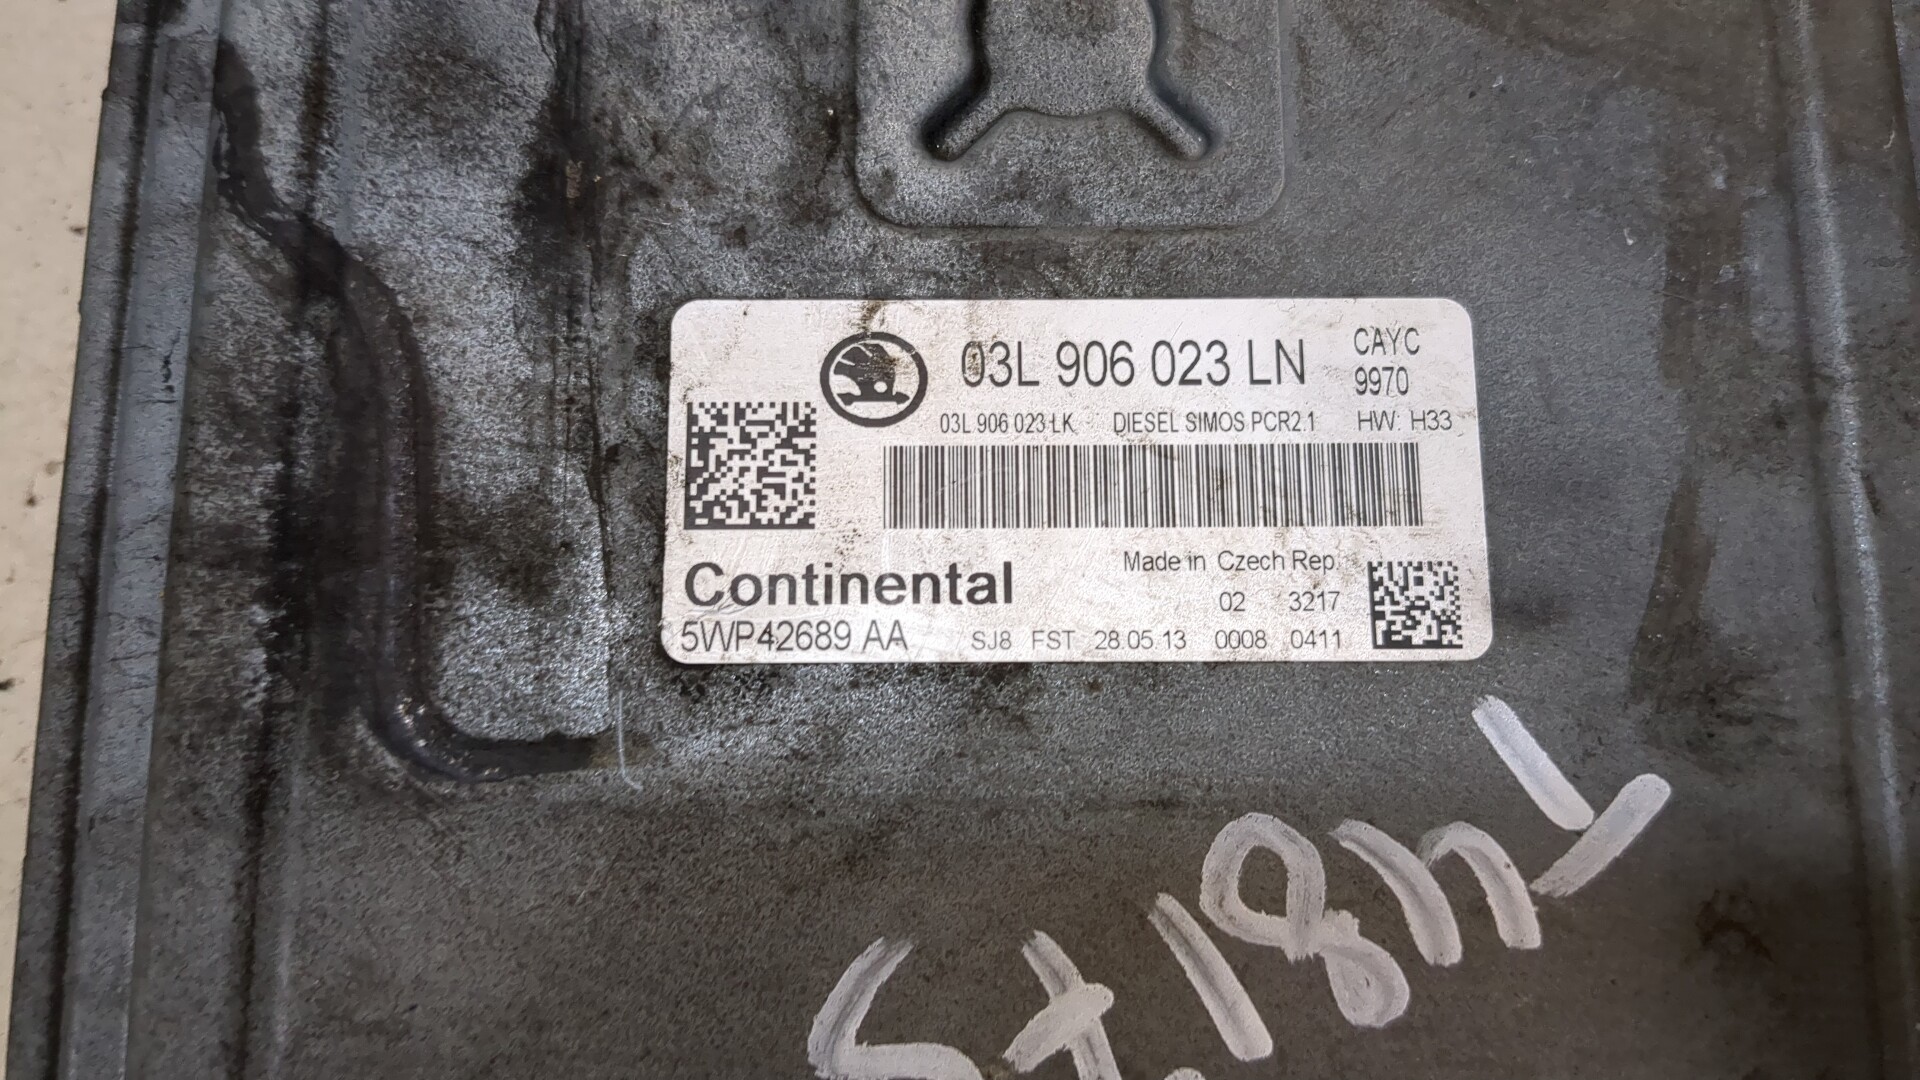 03L 906 023 LN
CAYC
9970
03L 906 023 LK DIESEL SIMOS PCR2.1 HW: H33
Made in Czech Rep.
Continental
02 3217
5WP42689 AA SJ8 FST 28.05.13 0008 0411